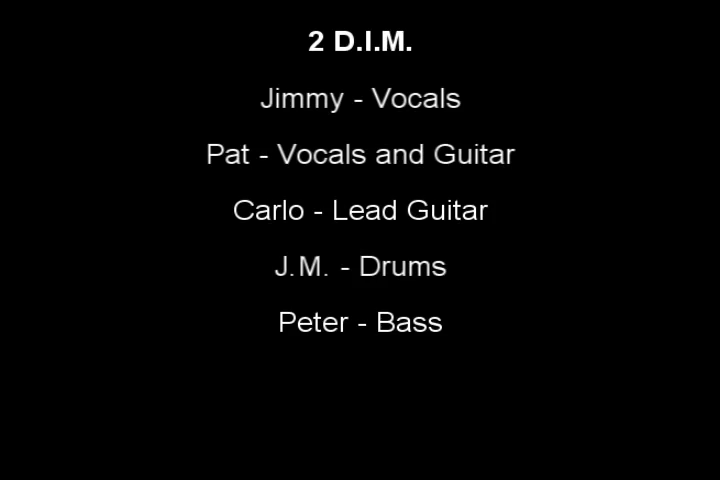 2 D.I.M.
Jimmy - Vocals
Pat - Vocals and Guitar
Carlo - Lead Guitar
J.M. - Drums
Peter - Bass